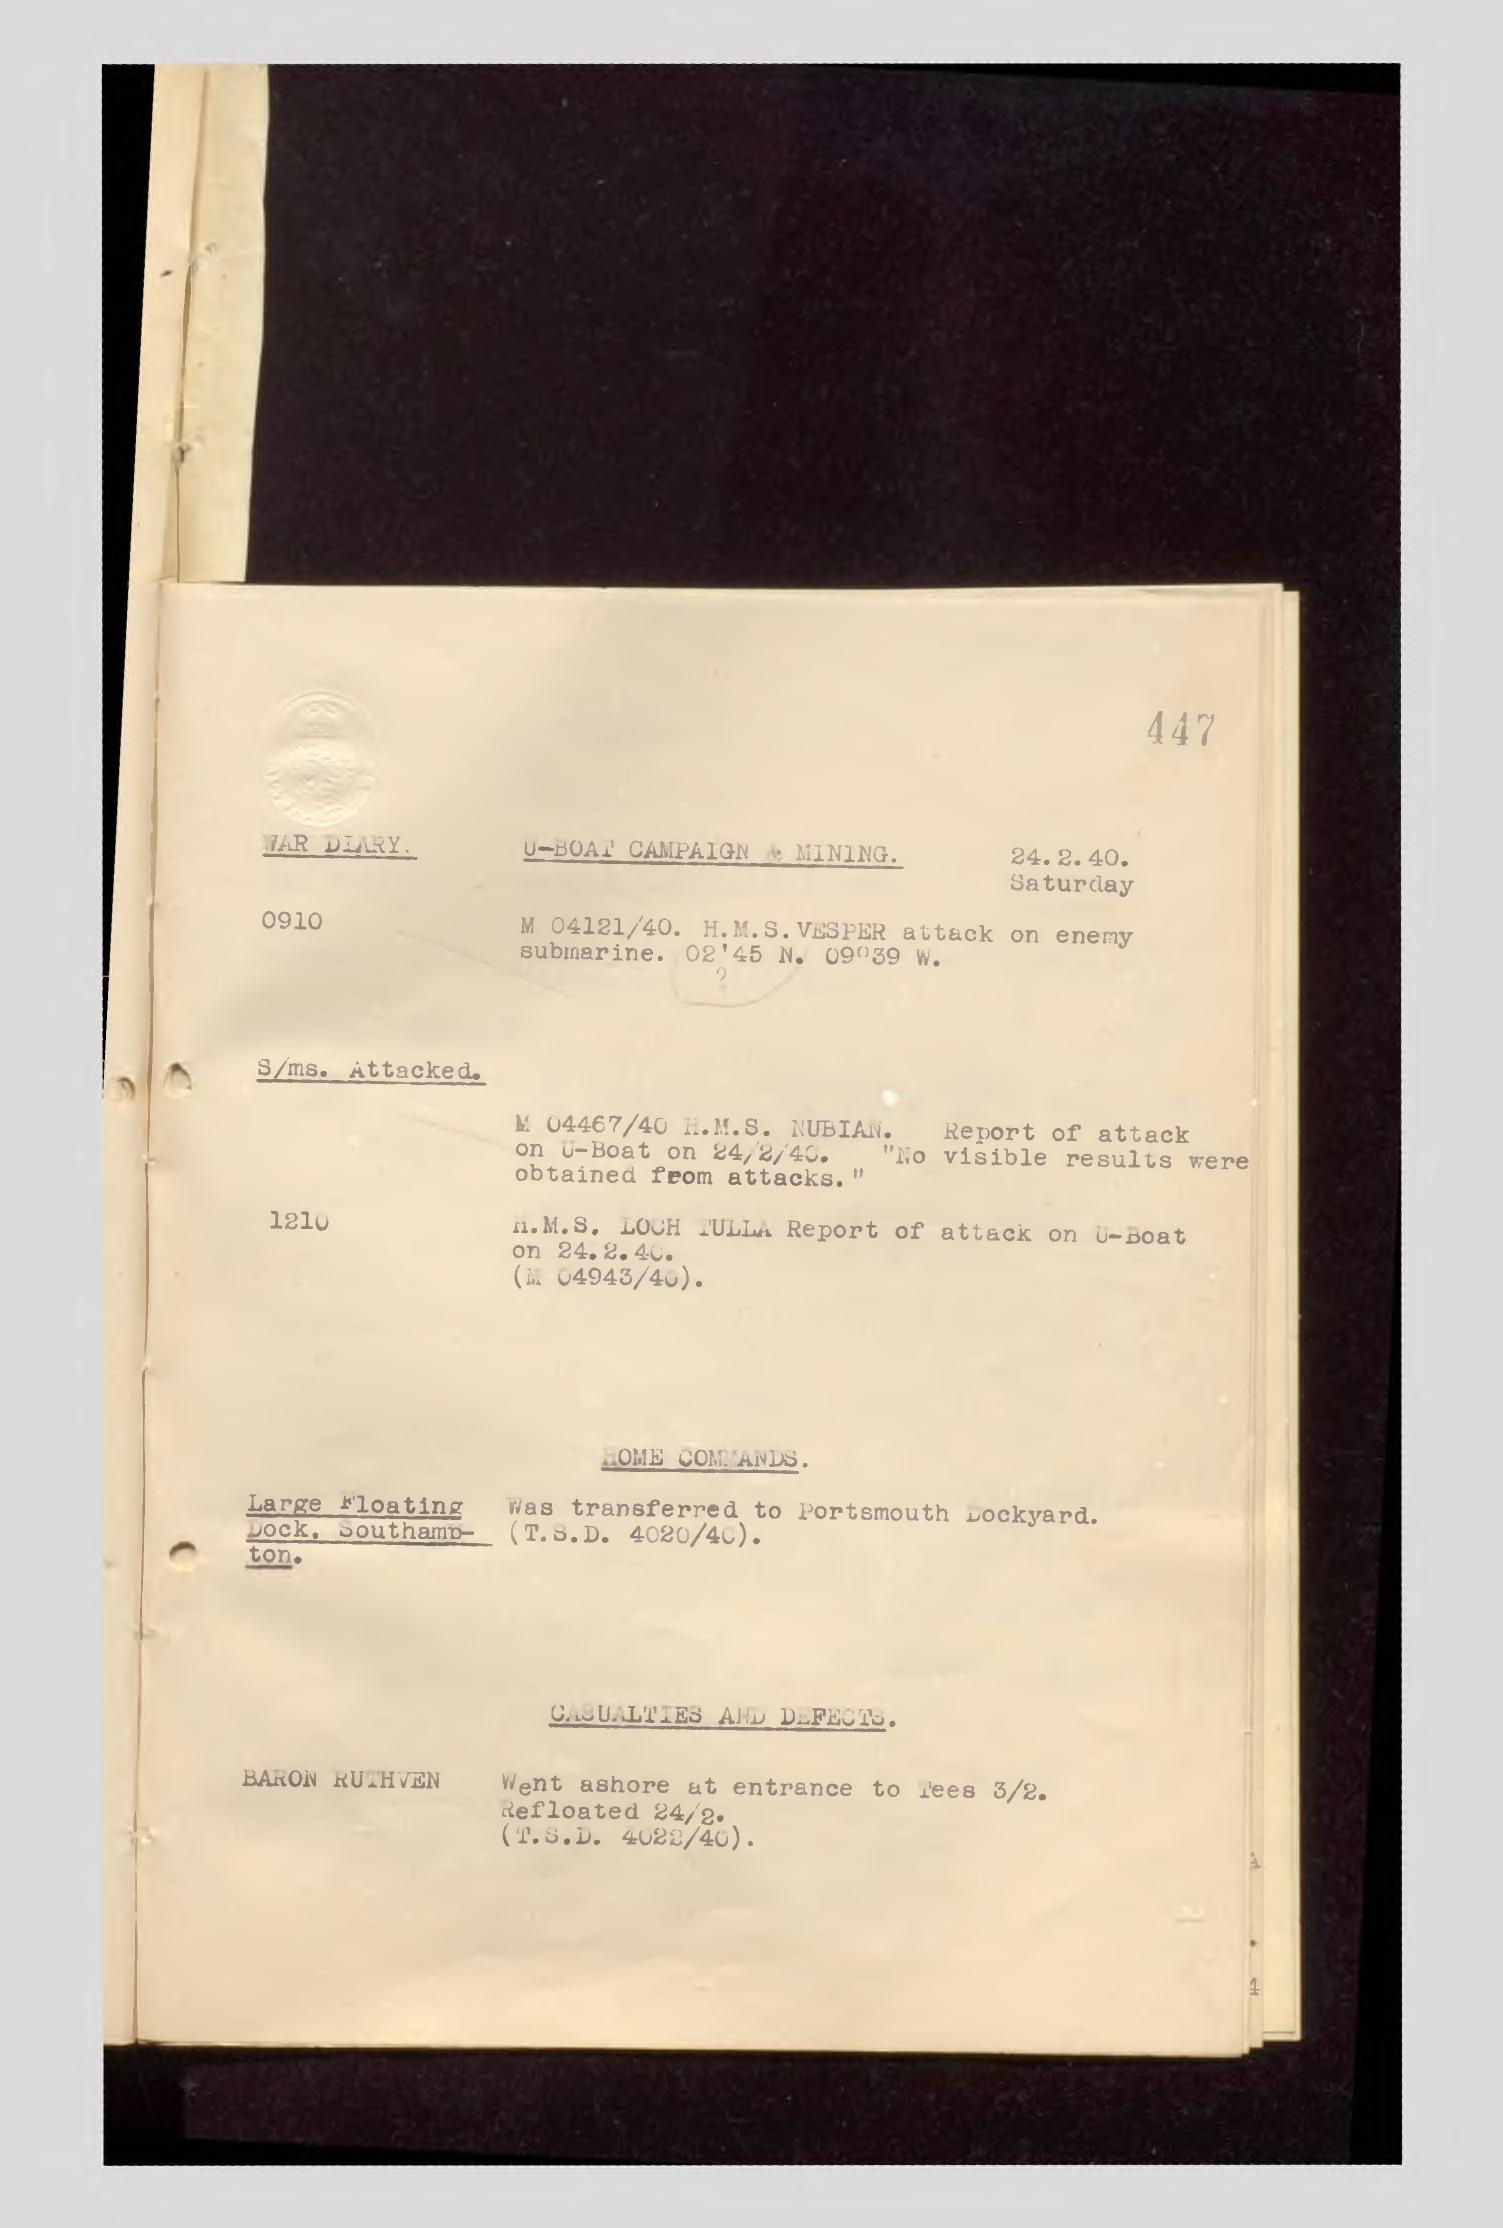 447
WAR DIARY. U-BOAT CAMPAIGN & MINING. 24.2.40.
Saturday
0910 M 04121/40. H.M.S.VESPER attack on enemy
submarine. 02'45 N. 09°39 W.
?
S/ms. Attacked.
M 04467/40 H.M.S. NUBIAN. Report of attack
on U-Boat on 24/2/40. "No visible results were
obtained from attacks."
1210 H.M.S. LOCH TULLA Report of attack on U-Boat
on 24.2.40.
(M 04943/40).
HOME COMMANDS.
Large Floating Was transferred to Portsmouth Dockyard.
Dock, Southamp- (T.S.D. 4020/40).
ton.
CASUALTIES AND DEFECTS.
BARON RUTHVEN Went ashore at entrance to Tees 3/2.
Refloated 24/2.
(T.S.D. 4022/40).
A
4